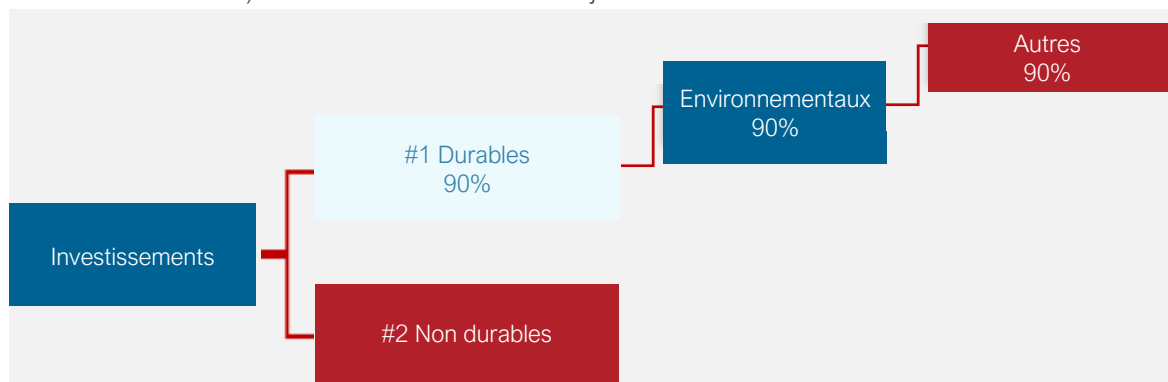 Autres
90%
Environnementaux
90%
#1 Durables
90%
Investissements
#2 Non durables